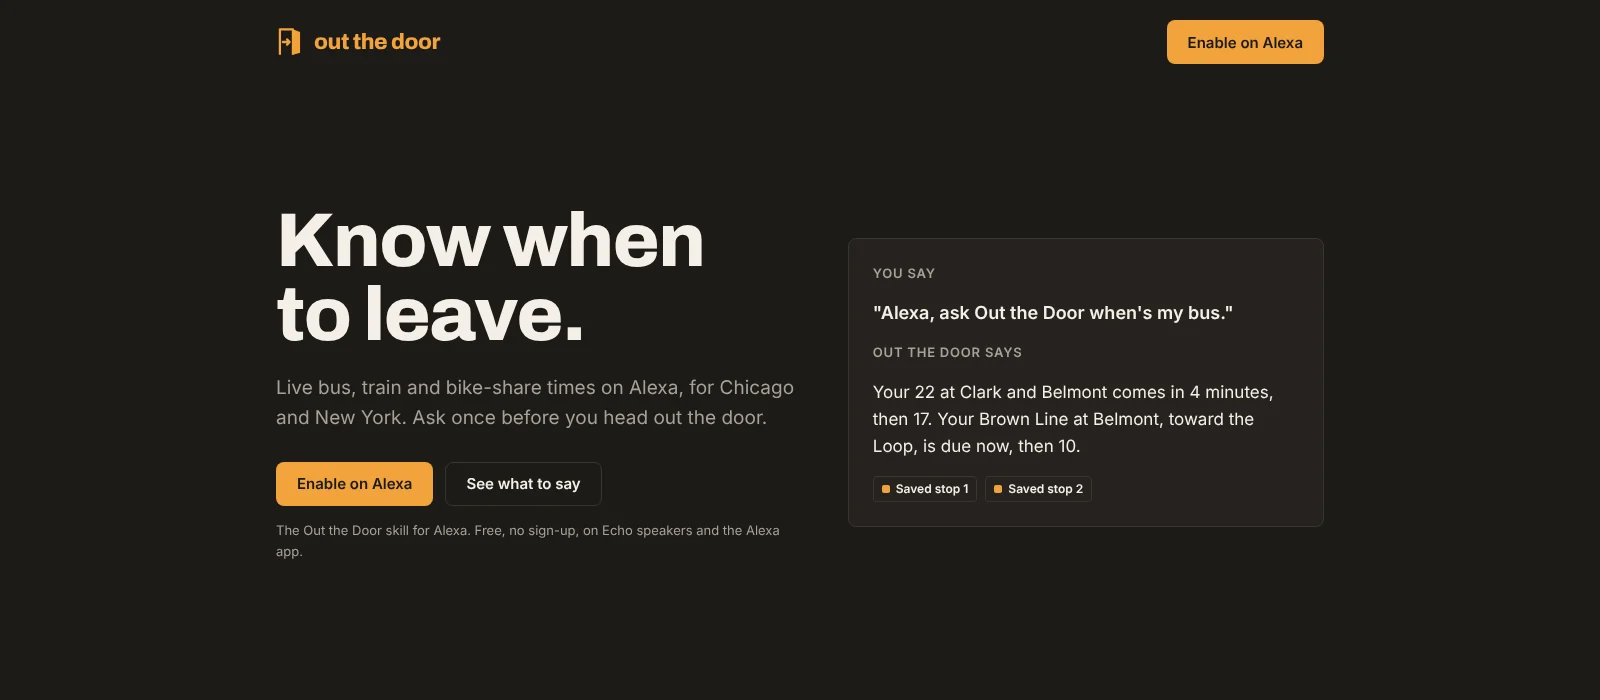 out the door
Enable on Alexa
Know when
to leave.
Live bus, train and bike-share times on Alexa, for Chicago
and New York. Ask once before you head out the door.
Enable on Alexa
See what to say
The Out the Door skill for Alexa. Free, no sign-up, on Echo speakers and the Alexa
app.
YOU SAY
"Alexa, ask Out the Door when's my bus."
OUT THE DOOR SAYS
Your 22 at Clark and Belmont comes in 4 minutes,
then 17. Your Brown Line at Belmont, toward the
Loop, is due now, then 10.
Saved stop 1
Saved stop 2